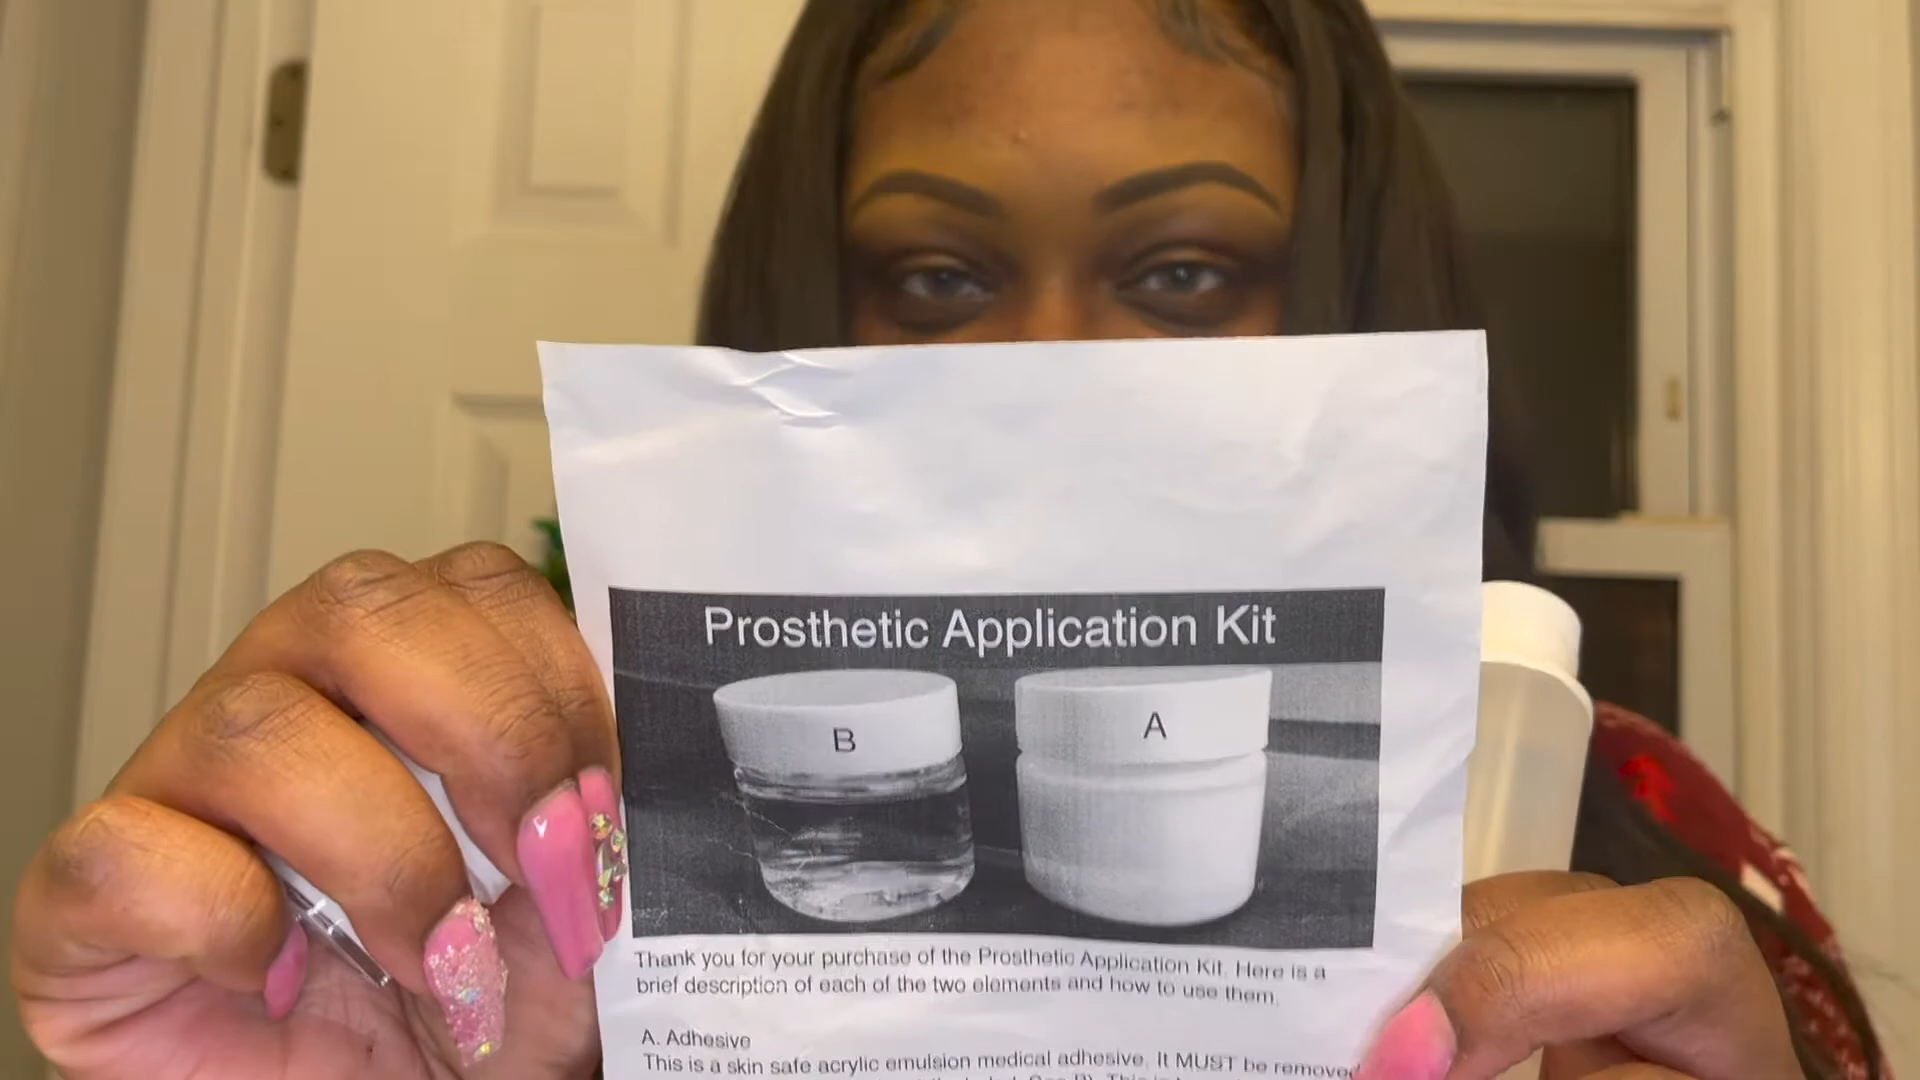 Prosthetic Application Kit
B
A
Thank you for your purchase of the Prosthetic Application Kit. Here is a
brief description of each of the two elements and how to use them.
A. Adhesive
This is a skin safe acrylic emulsion medical adhesive. It MUST be removed